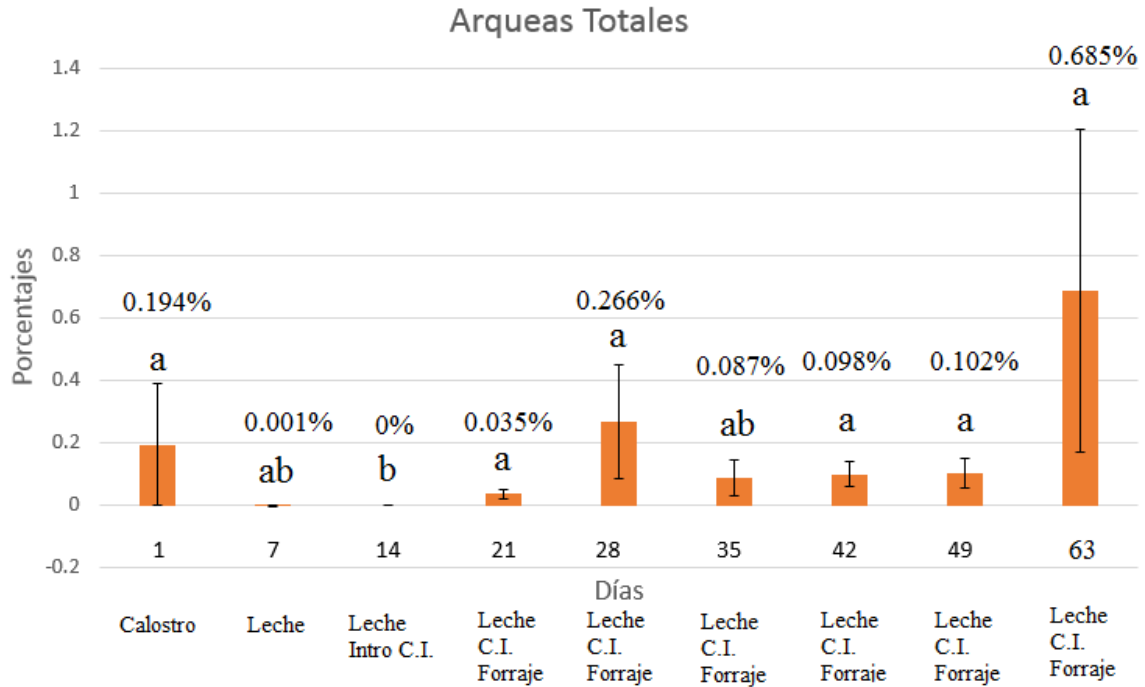 Arqueas Totales
Porcentajes
1.4
1.2
1
0.8
0.6
0.4
0.2
0
-0.2
0.194%
a
0.001%
ab
0%
b
0.035%
a
0.266%
a
0.087%
ab
0.098%
a
0.102%
a
0.685%
a
1 7 14 21 28 35 42 49 63
Días
Calostro
Leche
Leche
Intro C.I.
Leche
C.I.
Forraje
Leche
C.I.
Forraje
Leche
C.I.
Forraje
Leche
C.I.
Forraje
Leche
C.I.
Forraje
Leche
C.I.
Forraje